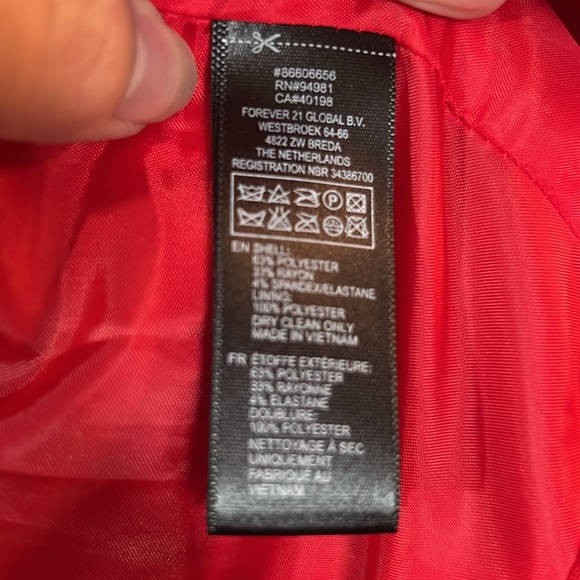 #86806656
RN#94981
CA#40198
FOREVER 21 GLOBAL B.V.
WESTBROEK 64-66
4822 ZW BREDA
THE NETHERLANDS
REGISTRATION NBR 34386700
EN SHELL:
63% POLYESTER
33% RAYON
4% SPANDEX/ELASTANE
LINING:
100% POLYESTER
DRY CLEAN ONLY
MADE IN VIETNAM
FR ÉTOFFE EXTÉRIEURE:
63% POLYESTER
33% RAYONNE
4% ELASTANE
DOUBLURE:
100% POLYESTER
NETTOYAGE À SEC
UNIQUEMENT
FABRIQUÉ AU
VIETNAM